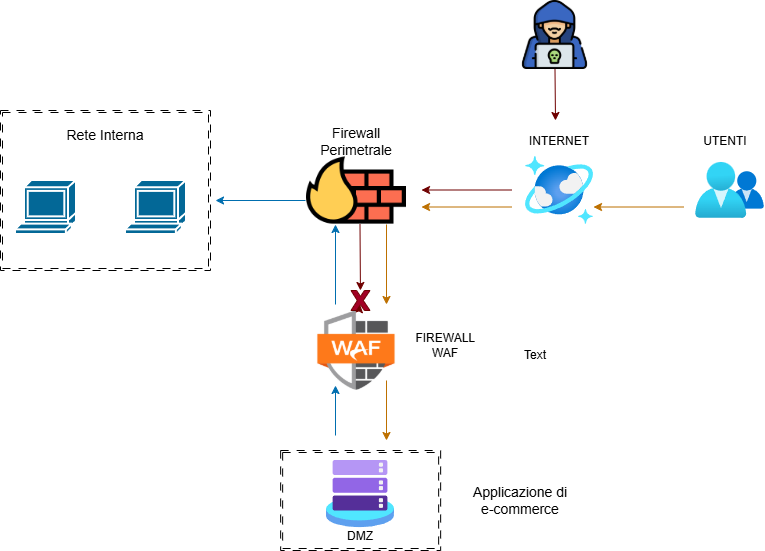 Rete Interna
Firewall
Perimetrale
INTERNET
UTENTI
X
WAF
FIREWALL
WAF
Text
Applicazione di
e-commerce
DMZ